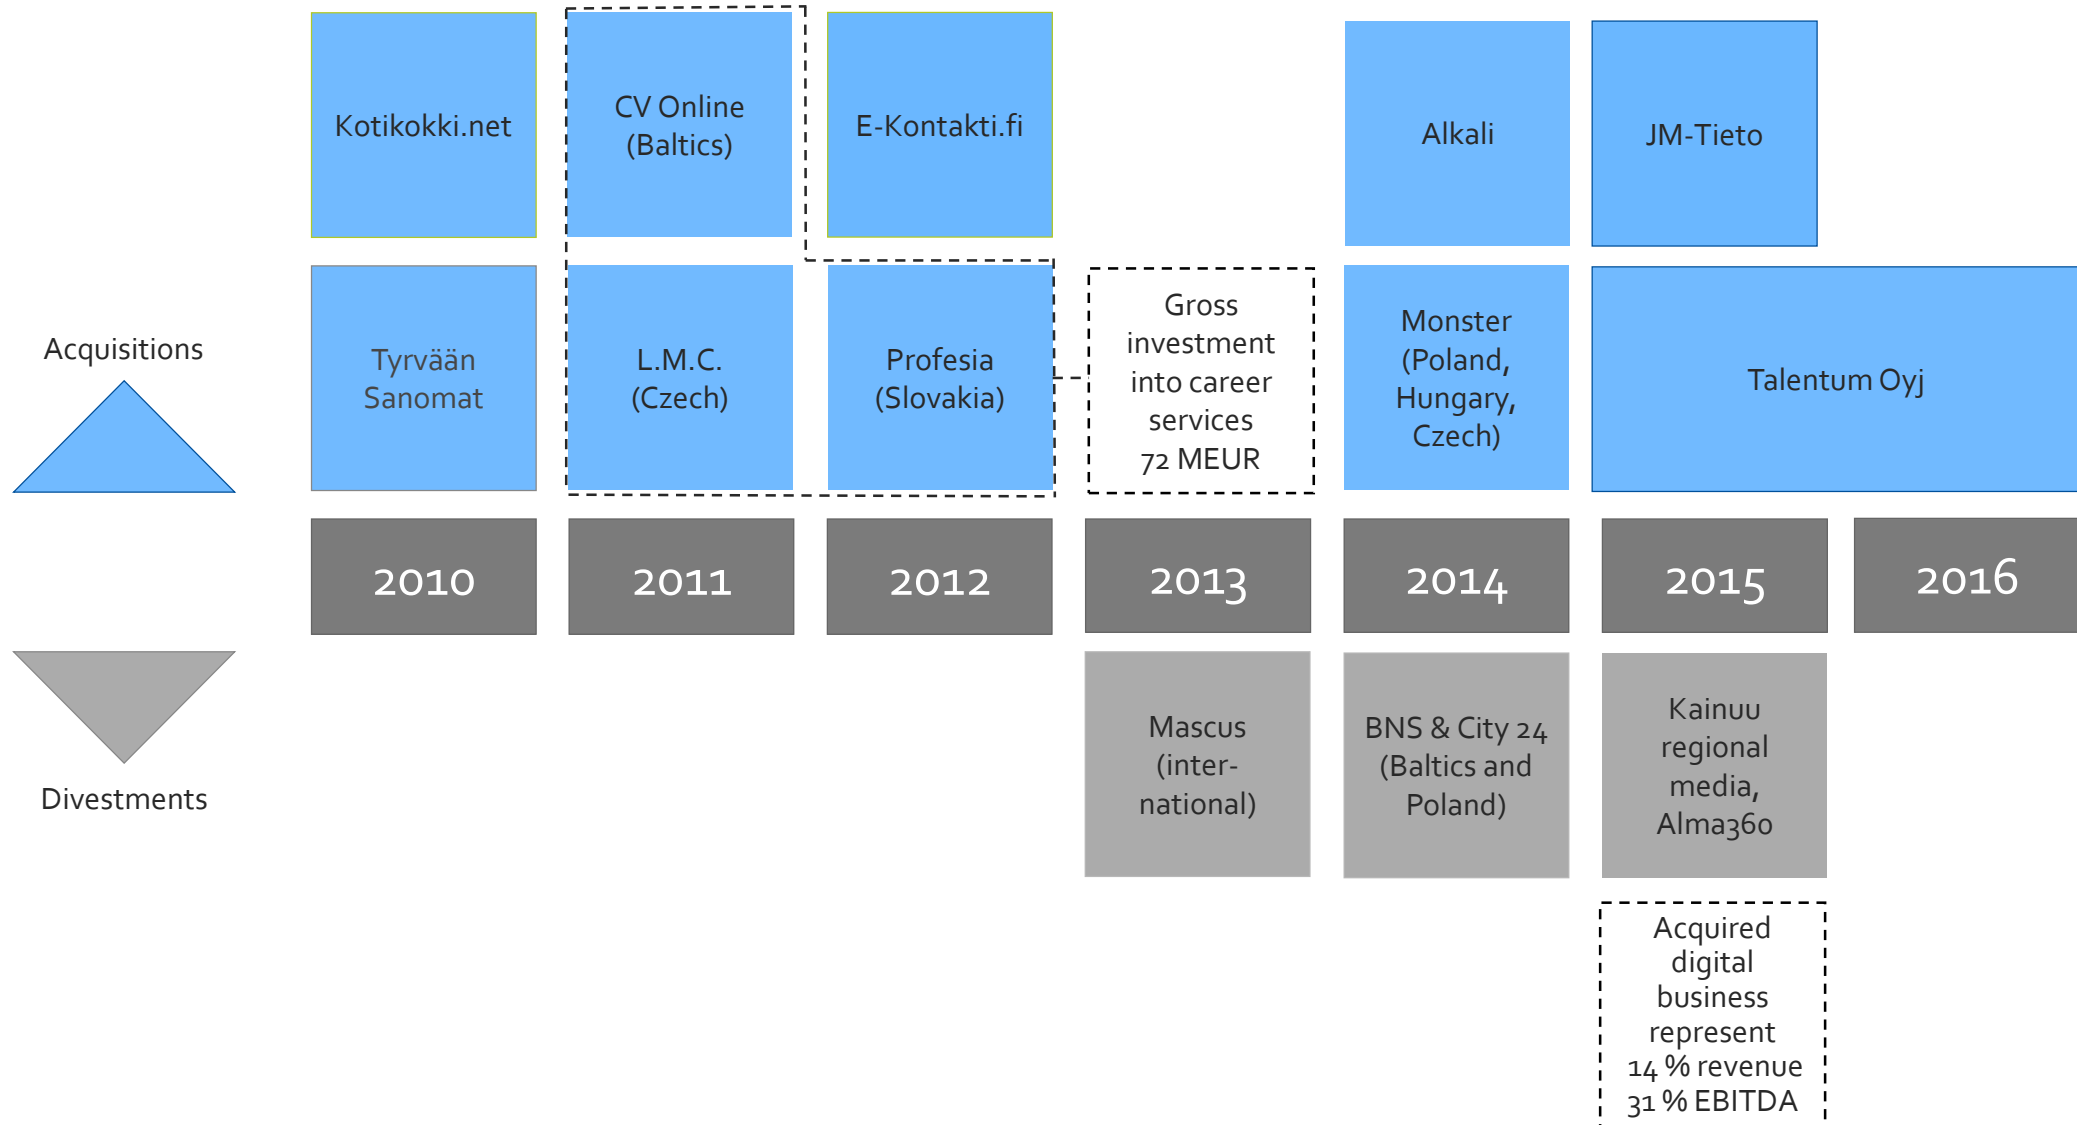 Kotikokki.net
CV Online
(Baltics)
E-Kontakti.fi
Alkali
JM-Tieto
Acquisitions
Tyrvään
Sanomat
L.M.C.
(Czech)
Profesia
(Slovakia)
Gross
investment
into career
services
72 MEUR
Monster
(Poland,
Hungary,
Czech)
Talentum Oyj
2010
2011
2012
2013
2014
2015
2016
Divestments
Mascus
(inter-
national)
BNS & City 24
(Baltics and
Poland)
Kainuu
regional
media,
Alma360
Acquired
digital
business
represent
14 % revenue
31 % EBITDA